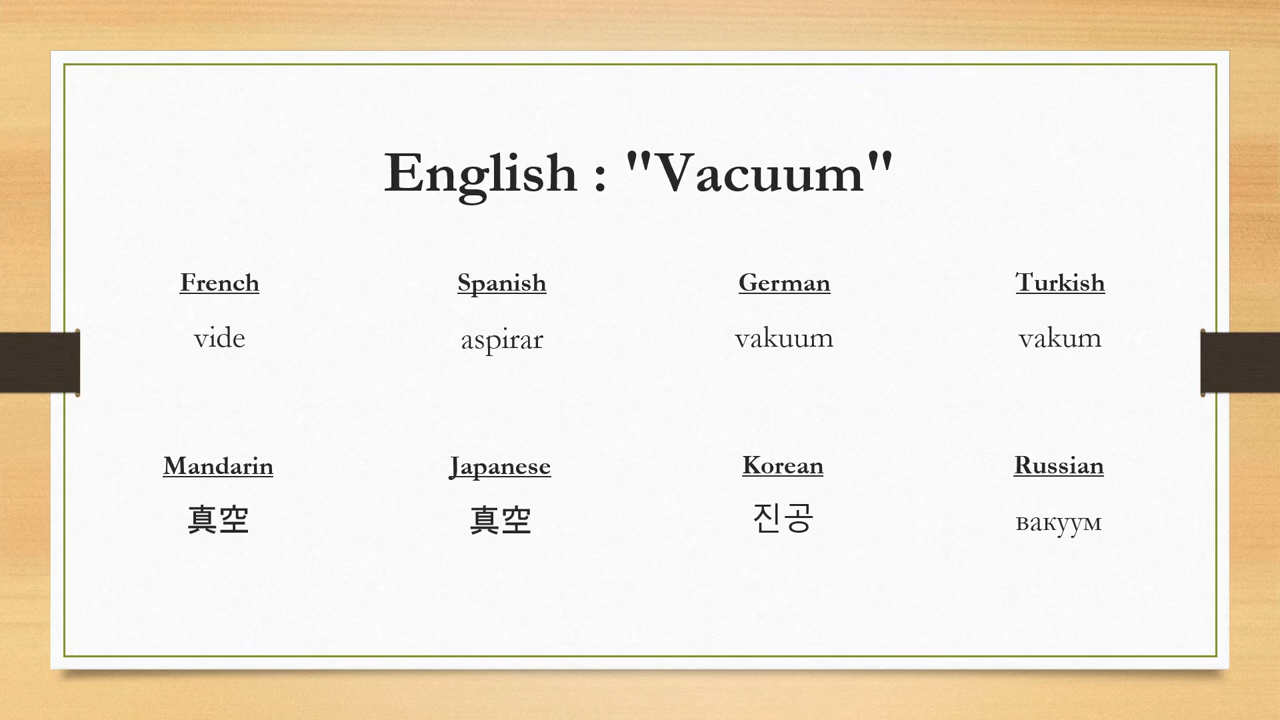 English : "Vacuum"
French Spanish German Turkish
vide aspirar vakuum vakum
Mandarin Japanese Korean Russian
真空 真空 진공 вакуум